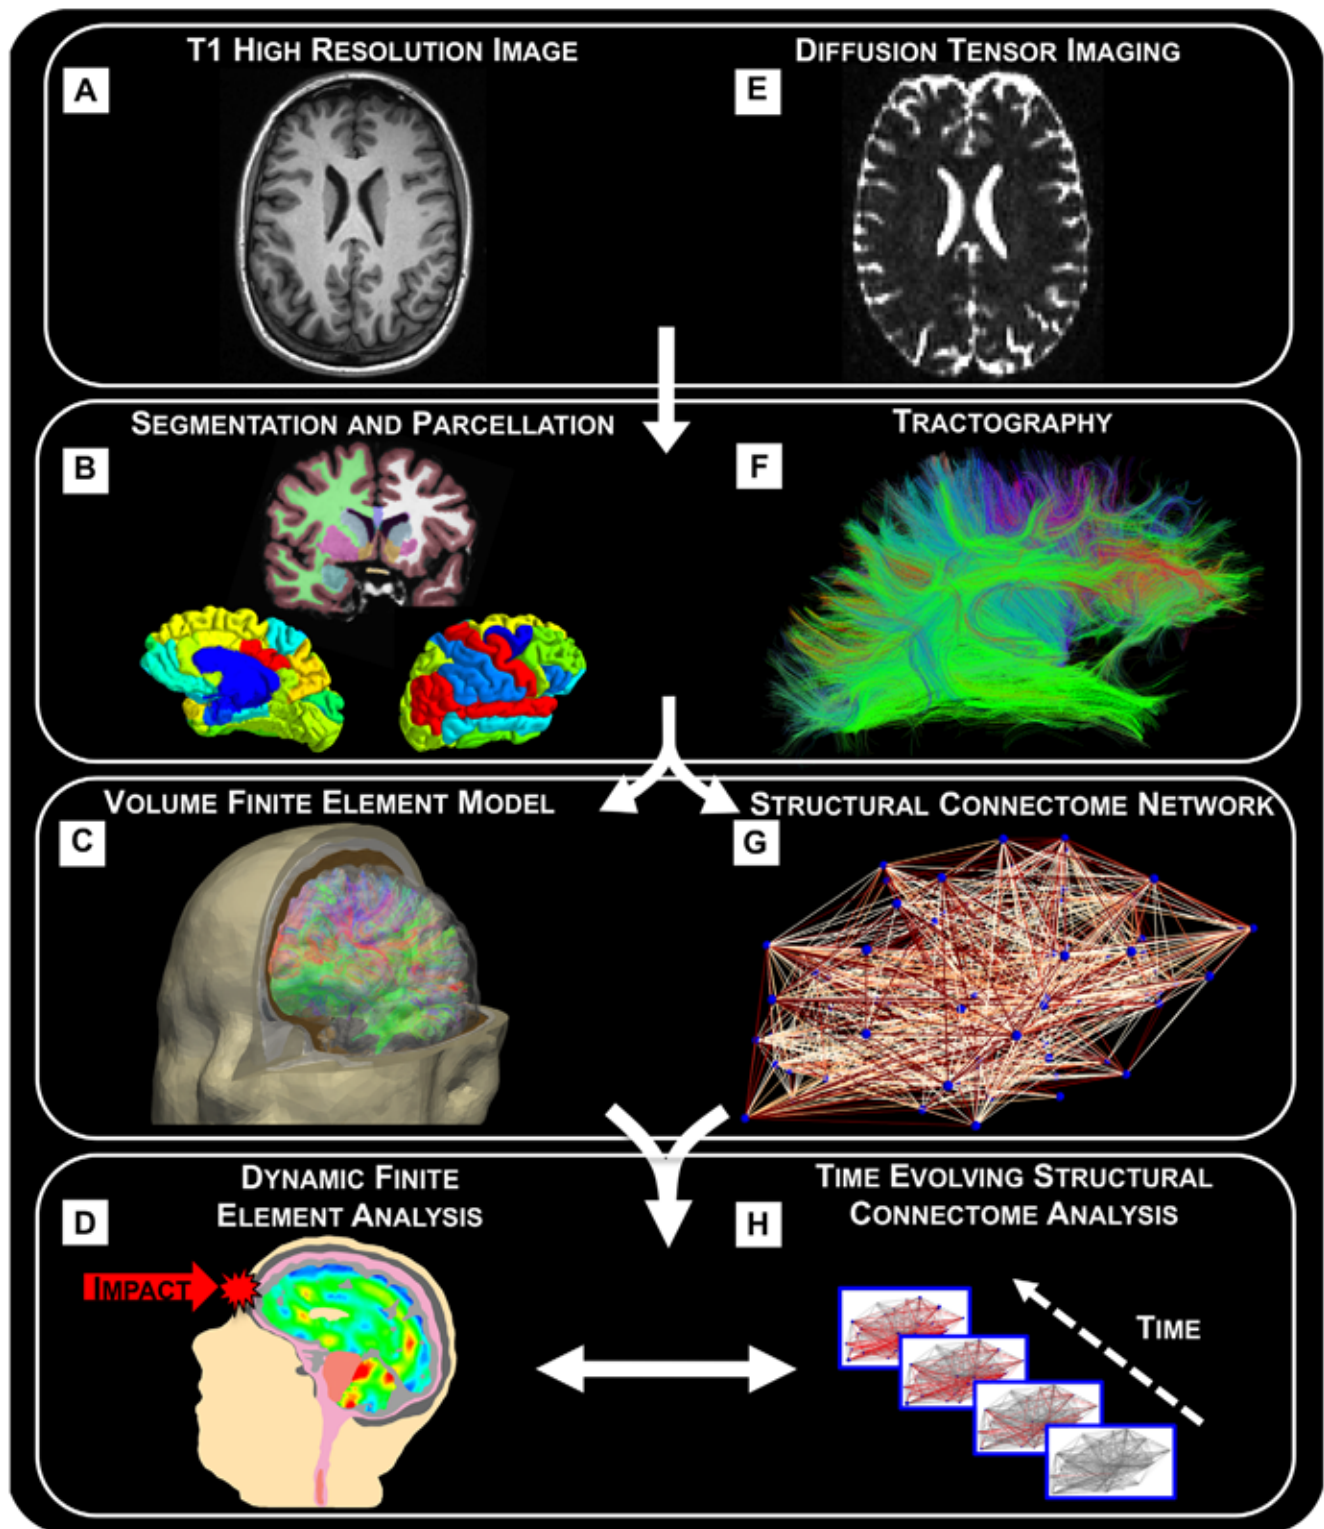 T1 HIGH RESOLUTION IMAGE
A
DIFFUSION TENSOR IMAGING
E
SEGMENTATION AND PARCELLATION
B
TRACTOGRAPHY
F
VOLUME FINITE ELEMENT MODEL
C
STRUCTURAL CONNECTOME NETWORK
G
DYNAMIC FINITE
ELEMENT ANALYSIS
D
IMPACT
TIME EVOLVING STRUCTURAL
CONNECTOME ANALYSIS
H
TIME